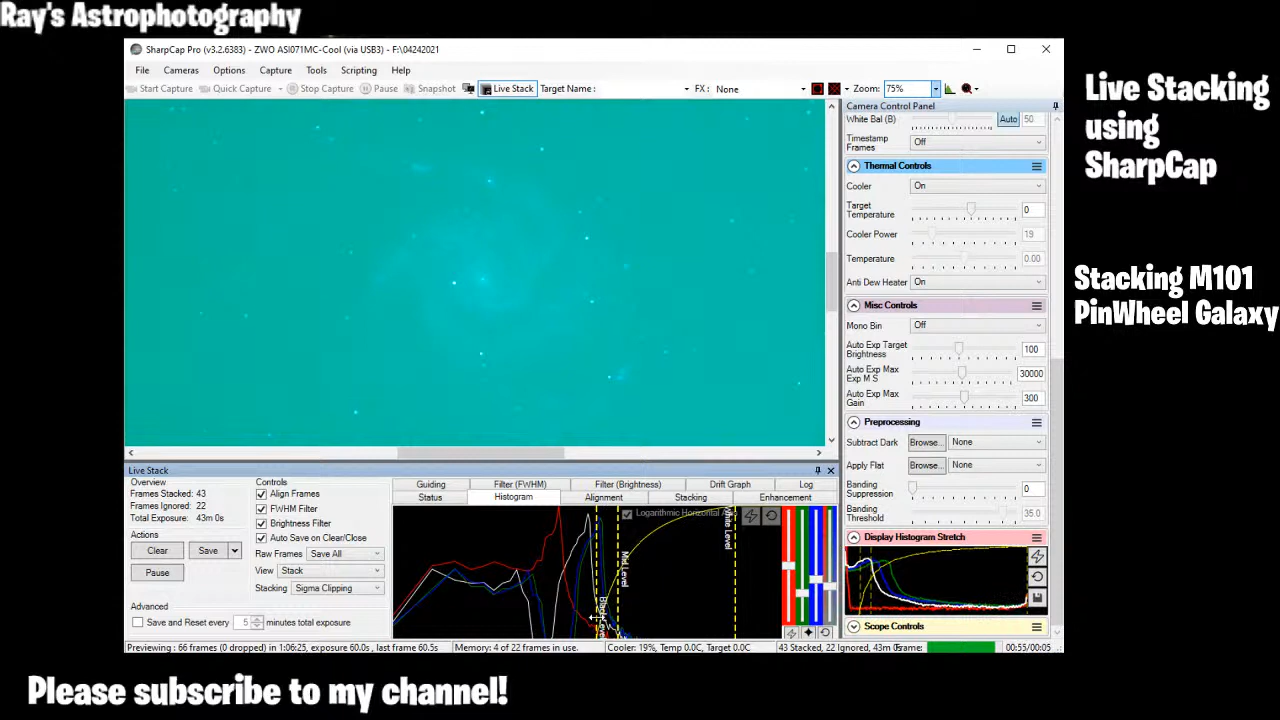 Ray's Astrophotography
SharpCap Pro (v3.2.6383) - ZWO ASI071MC-Cool (via USB3) - F:\04242021
File Cameras Options Capture Tools Scripting Help
Start Capture Quick Capture Stop Capture Pause Snapshot Live Stack Target Name : FX : None Zoom: 75%
Camera Control Panel
White Bal (B) Auto 50
Timestamp Frames Off
Thermal Controls
Cooler On
Target Temperature 0
Cooler Power 19
Temperature 0.00
Anti Dew Heater On
Misc Controls
Mono Bin Off
Auto Exp Target Brightness 100
Auto Exp Max Exp M S 30000
Auto Exp Max Gain 300
Preprocessing
Subtract Dark Browse... None
Apply Flat Browse... None
Banding Suppression 0
Banding Threshold 35.0
Display Histogram Stretch
Scope Controls
Live Stack
Overview
Frames Stacked: 43
Frames Ignored: 22
Total Exposure: 43m 0s
Actions
Clear Save
Pause
Controls
Align Frames
FWHM Filter
Brightness Filter
Auto Save on Clear/Close
Raw Frames Save All
View Stack
Stacking Sigma Clipping
Advanced
Save and Reset every 5 minutes total exposure
Guiding Filter (FWHM) Filter (Brightness) Drift Graph Log
Status Histogram Alignment Stacking Enhancement
Logarithmic Horizontal
Black Level
Mid Level
White Level
Previewing : 66 frames (0 dropped) in 1:06:25, exposure 60.0s, last frame 60.5s Memory: 4 of 22 frames in use. Cooler: 19%, Temp 0.0C, Target 0.0C 43 Stacked, 22 Ignored, 43m 0s Frame: 00:55/00:05
Live Stacking
using
SharpCap
Stacking M101
PinWheel Galaxy
Please subscribe to my channel!